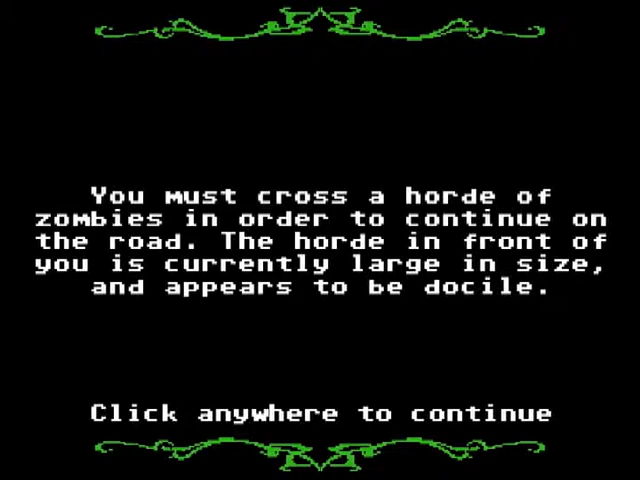 You must cross a horde of
zombies in order to continue on
the road. The horde in front of
you is currently large in size,
and appears to be docile.
Click anywhere to continue